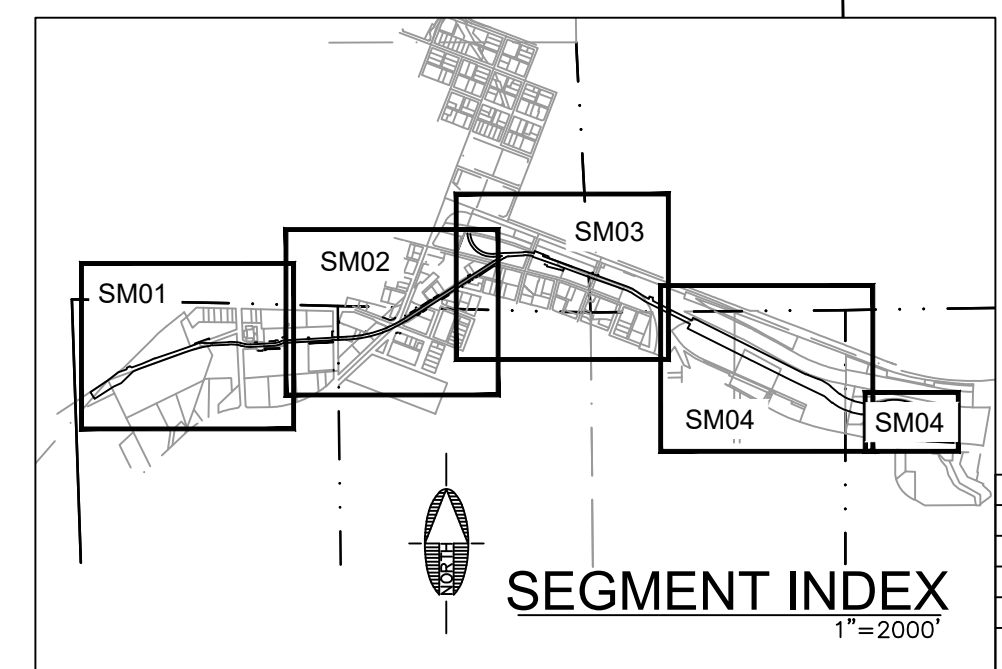 SM01
SM02
SM03
SM04
SM04
NORTH
SEGMENT INDEX
1"=2000'